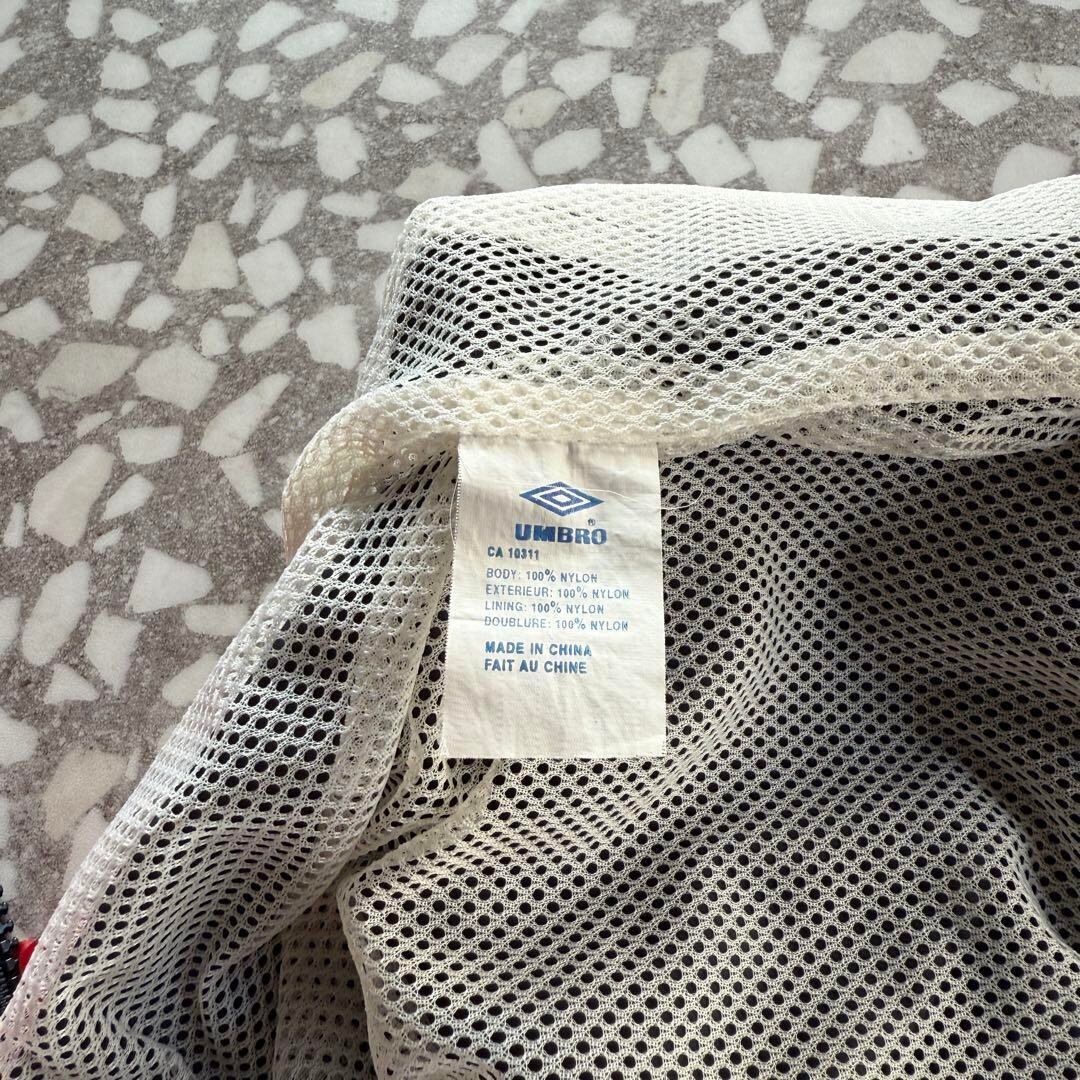 UMBRO®
CA 10311
BODY: 100% NYLON
EXTERIEUR: 100% NYLON
LINING: 100% NYLON
DOUBLURE: 100% NYLON
MADE IN CHINA
FAIT AU CHINE